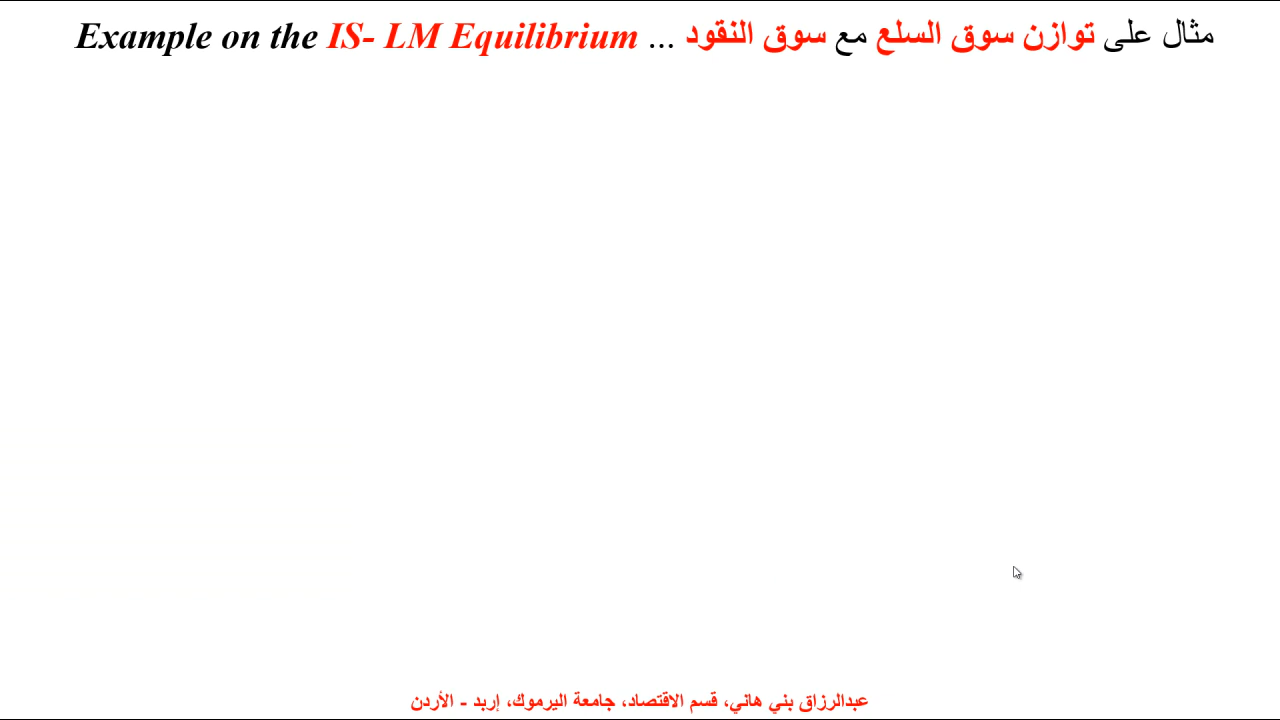 مثال على توازن سوق السلع مع سوق النقود ... Example on the IS- LM Equilibrium
عبدالرزاق بني هاني، قسم الاقتصاد، جامعة اليرموك، إربد - الأردن